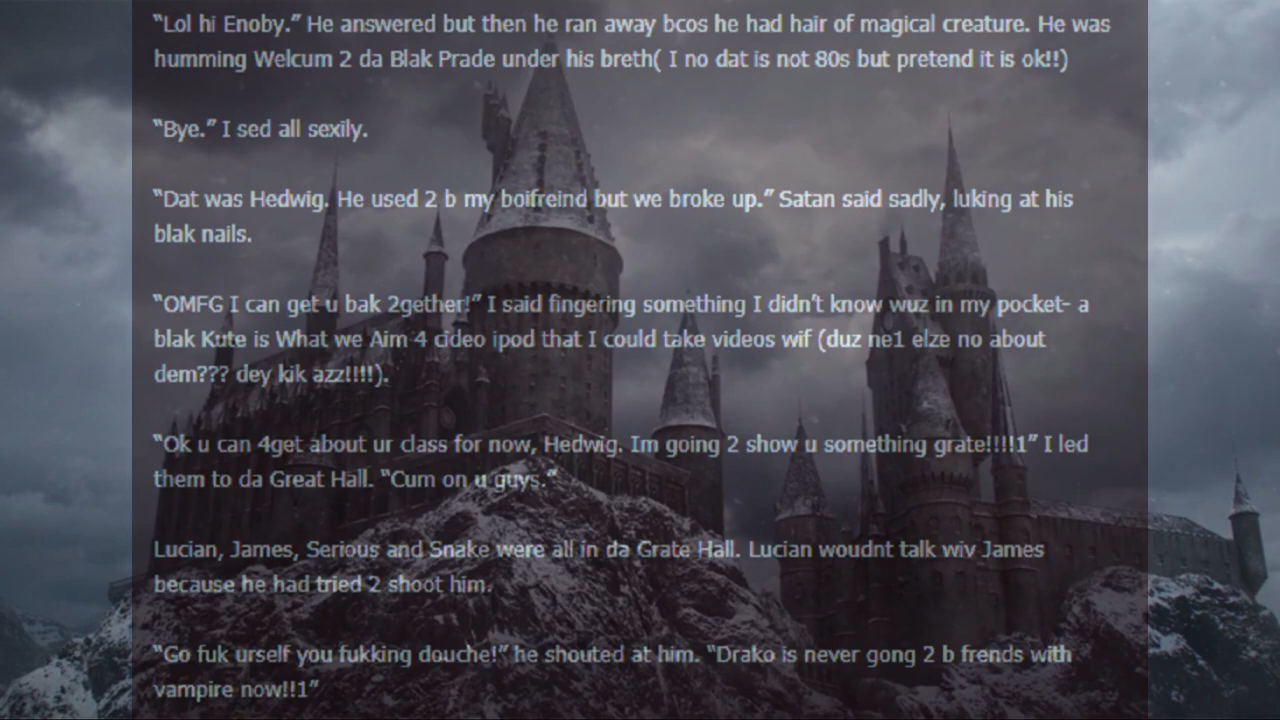 “Lol hi Enoby.” He answered but then he ran away bcos he had hair of magical creature. He was
humming Welcum 2 da Blak Prade under his breth( I no dat is not 80s but pretend it is ok!!)
“Bye.” I sed all sexily.
“Dat was Hedwig. He used 2 b my boifreind but we broke up.” Satan said sadly, luking at his
blak nails.
“OMFG I can get u bak 2gether!” I said fingering something I didn’t know wuz in my pocket- a
blak Kute is What we Aim 4 cideo ipod that I could take videos wif (duz ne1 elze no about
dem??? dey kik azz!!!!).
“Ok u can 4get about ur class for now, Hedwig. Im going 2 show u something grate!!!!1” I led
them to da Great Hall. “Cum on u guys.“
Lucian, James, Serious and Snake were all in da Grate Hall. Lucian woudnt talk wiv James
because he had tried 2 shoot him.
“Go fuk urself you fukking douche!” he shouted at him. “Drako is never gong 2 b frends with
vampire now!!1”